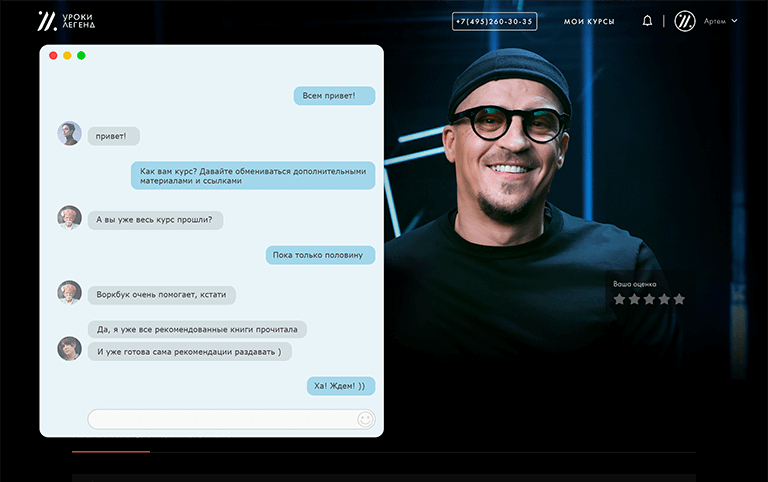 УРОКИ
ЛЕГЕНД
+7(495)260-30-35
МОИ КУРСЫ
Артем
Всем привет!
привет!
Как вам курс? Давайте обмениваться дополнительными
материалами и ссылками
А вы уже весь курс прошли?
Пока только половину
Воркбук очень помогает, кстати
Да, я уже все рекомендованные книги прочитала
И уже готова сама рекомендации раздавать )
Ха! Ждем! ))
Ваша оценка